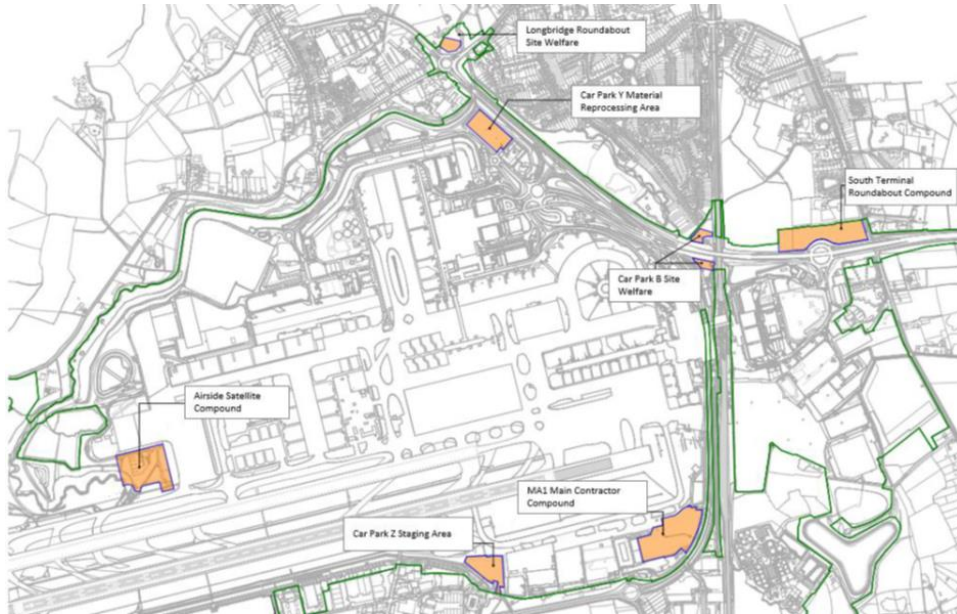 Longbridge Roundabout
Site Welfare
Car Park Y Material
Reprocessing Area
South Terminal
Roundabout Compound
Car Park B Site
Welfare
Airside Satellite
Compound
MA1 Main Contractor
Compound
Car Park Z Staging Area